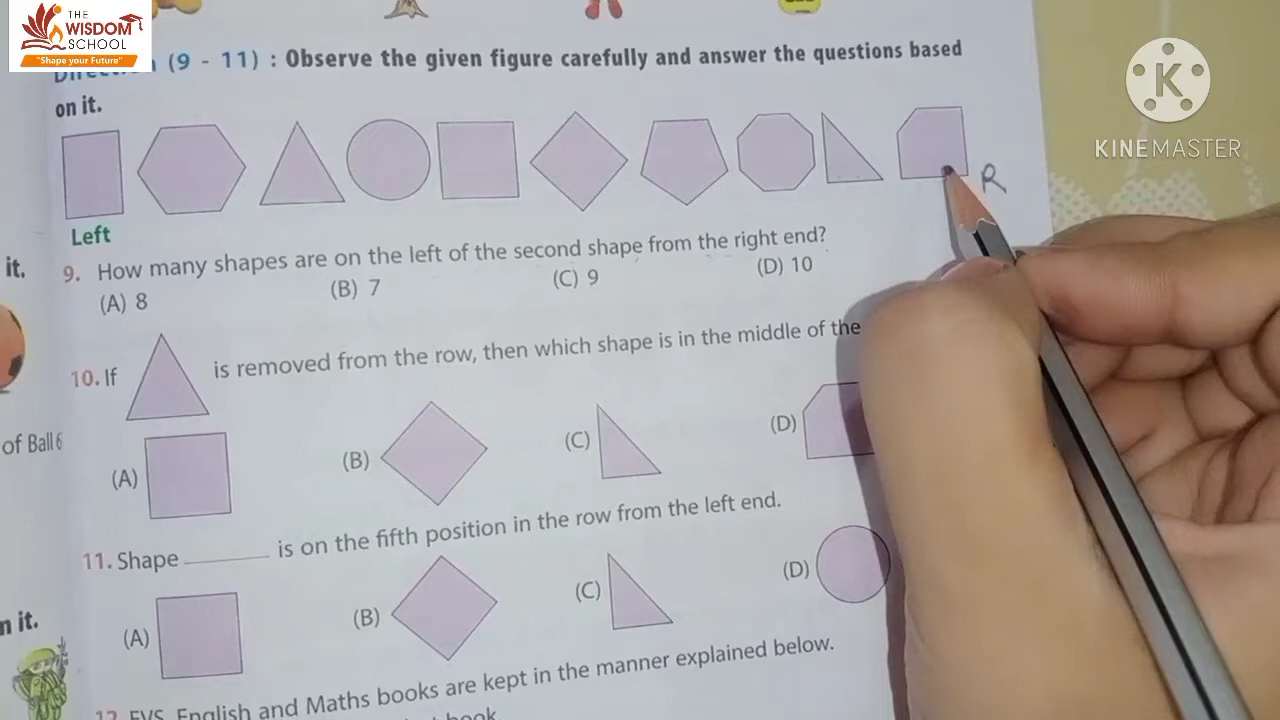 THE
WISDOM
SCHOOL
"Shape your Future"
KINEMASTER
(9 - 11) : Observe the given figure carefully and answer the questions based
on it.
R
Left
it.
9. How many shapes are on the left of the second shape from the right end?
(A) 8 (B) 7 (C) 9 (D) 10
10. If is removed from the row, then which shape is in the middle of the
of Ball 6
(A) (B) (C) (D)
11. Shape ______ is on the fifth position in the row from the left end.
(A) (B) (C) (D)
it.
12. EVS, English and Maths books are kept in the manner explained below.
book